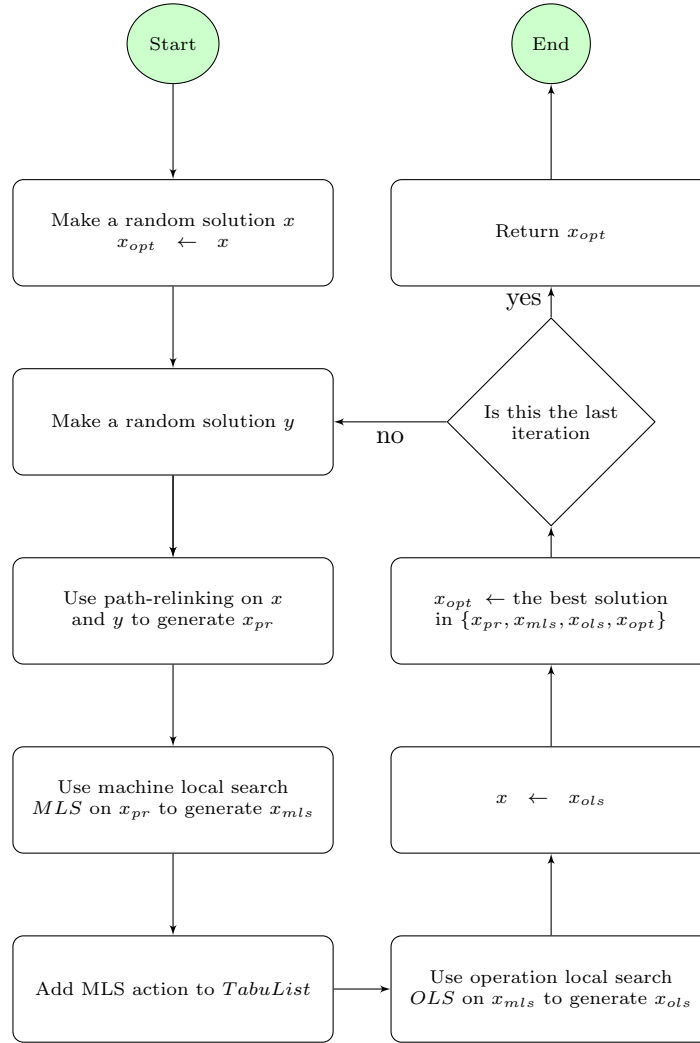 Start
Make a random solution x
x_opt ← x
Make a random solution y
Use path-relinking on x
and y to generate x_pr
Use machine local search
MLS on x_pr to generate x_mls
Add MLS action to TabuList
Use operation local search
OLS on x_mls to generate x_ols
x ← x_ols
x_opt ← the best solution
in {x_pr, x_mls, x_ols, x_opt}
Is this the last
iteration
no
yes
Return x_opt
End